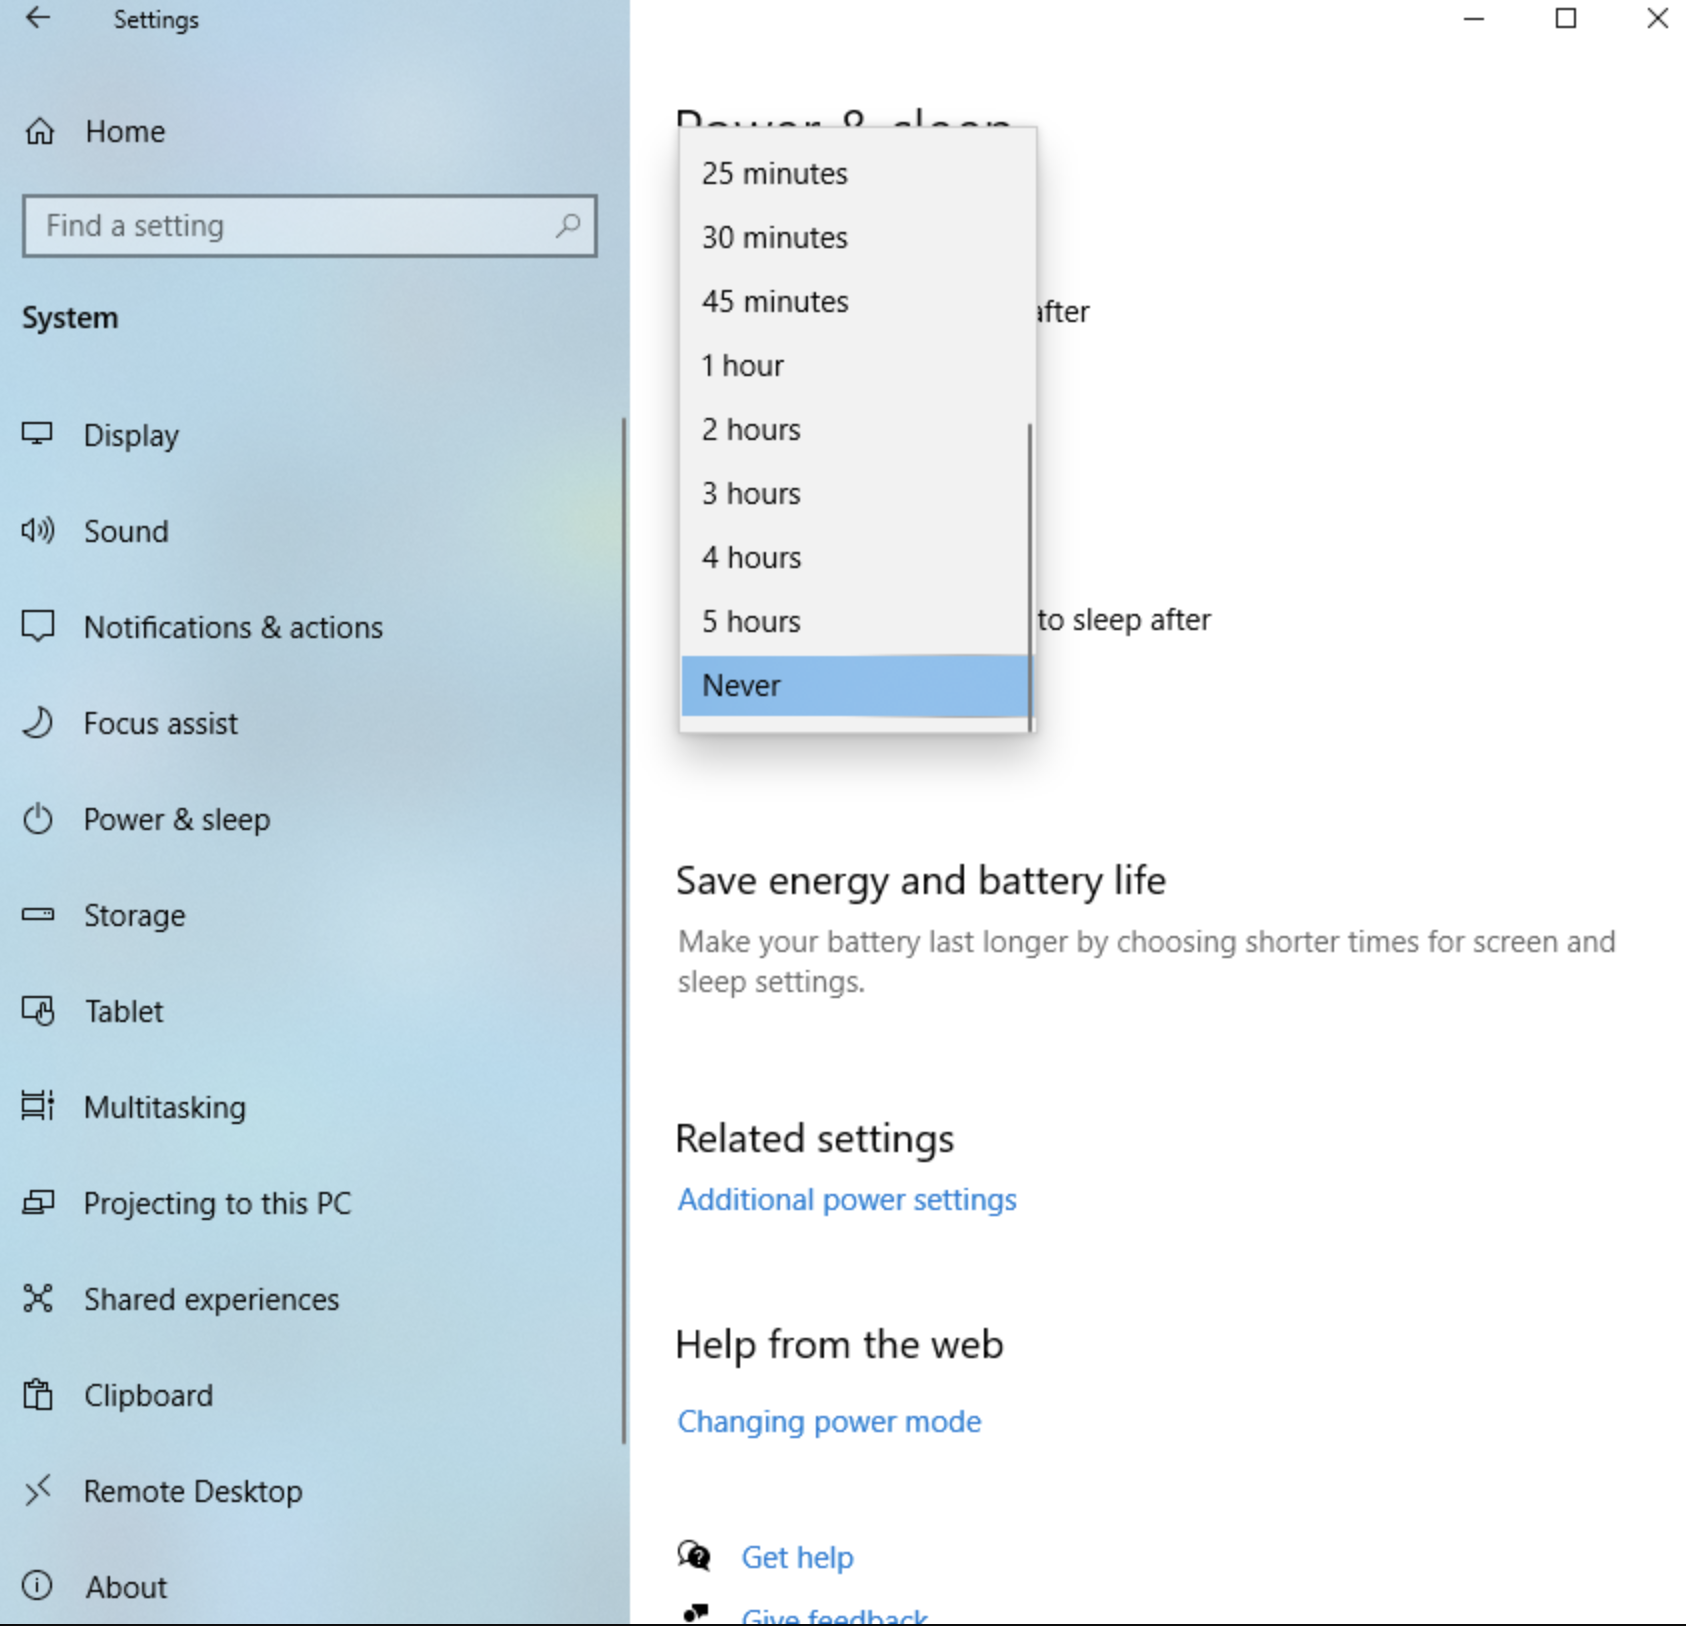 Settings
Home
Find a setting
System
Display
Sound
Notifications & actions
Focus assist
Power & sleep
Storage
Tablet
Multitasking
Projecting to this PC
Shared experiences
Clipboard
Remote Desktop
About
Power & sleep
25 minutes
30 minutes
45 minutes
after
1 hour
2 hours
3 hours
4 hours
5 hours
to sleep after
Never
Save energy and battery life
Make your battery last longer by choosing shorter times for screen and
sleep settings.
Related settings
Additional power settings
Help from the web
Changing power mode
Get help
Give feedback